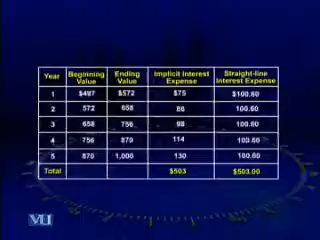 Year Beginning Value Ending Value Implicit Interest Expense Straight-line Interest Expense
1 $497 $572 $75 $100.60
2 572 658 86 100.60
3 658 756 98 100.60
4 756 870 114 100.60
5 870 1,000 130 100.60
Total $503 $503.00
VU